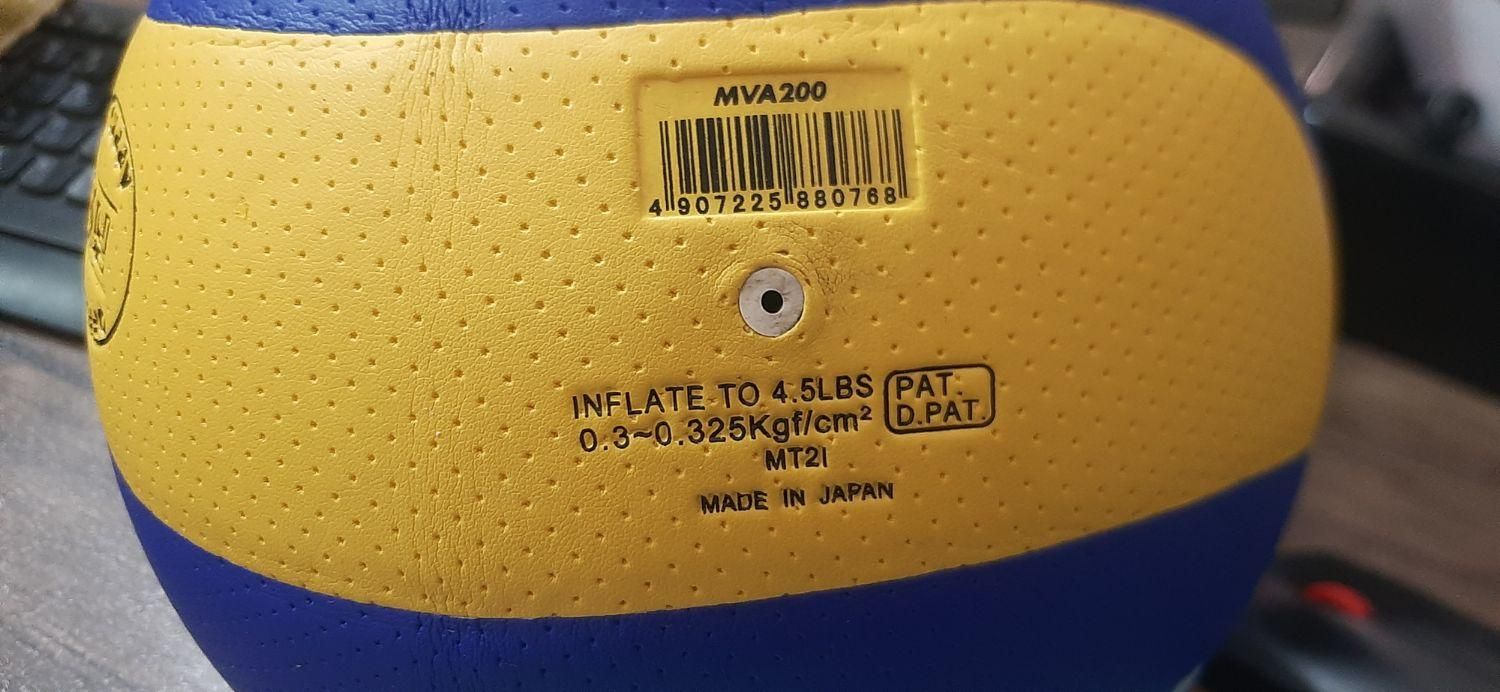 MVA200
4 907225 880768
INFLATE TO 4.5LBS
0.3~0.325Kgf/cm²
PAT.
D.PAT.
MT2I
MADE IN JAPAN